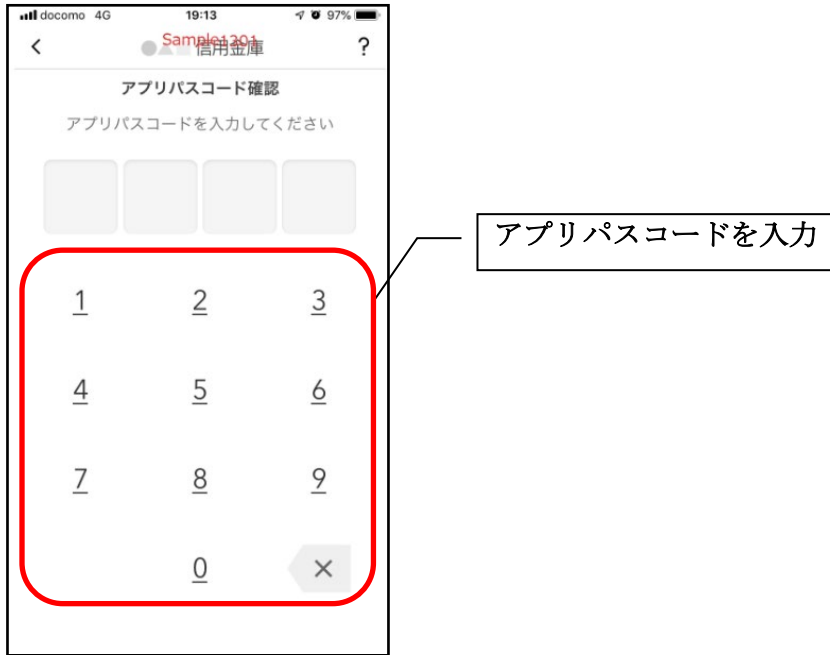 docomo 4G 19:13 97%
Sample1201
●▲■信用金庫
?
アプリパスコード確認
アプリパスコードを入力してください
アプリパスコードを入力
1 2 3
4 5 6
7 8 9
0 ×